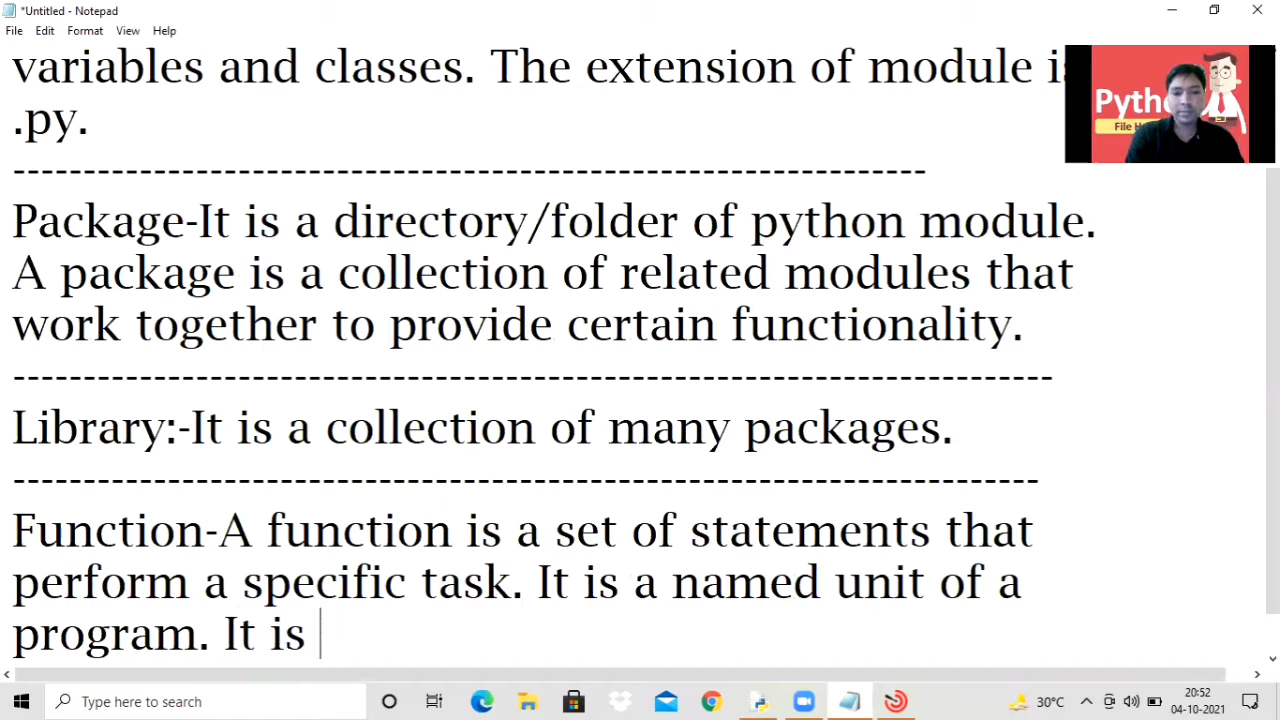 *Untitled - Notepad
File Edit Format View Help
variables and classes. The extension of module
.py.
-----------------------------------------------------------------
Package-It is a directory/folder of python module.
A package is a collection of related modules that
work together to provide certain functionality.
--------------------------------------------------------------------------
Library:-It is a collection of many packages.
-------------------------------------------------------------------------
Function-A function is a set of statements that
perform a specific task. It is a named unit of a
program. It is
Type here to search
30°C
20:52
04-10-2021